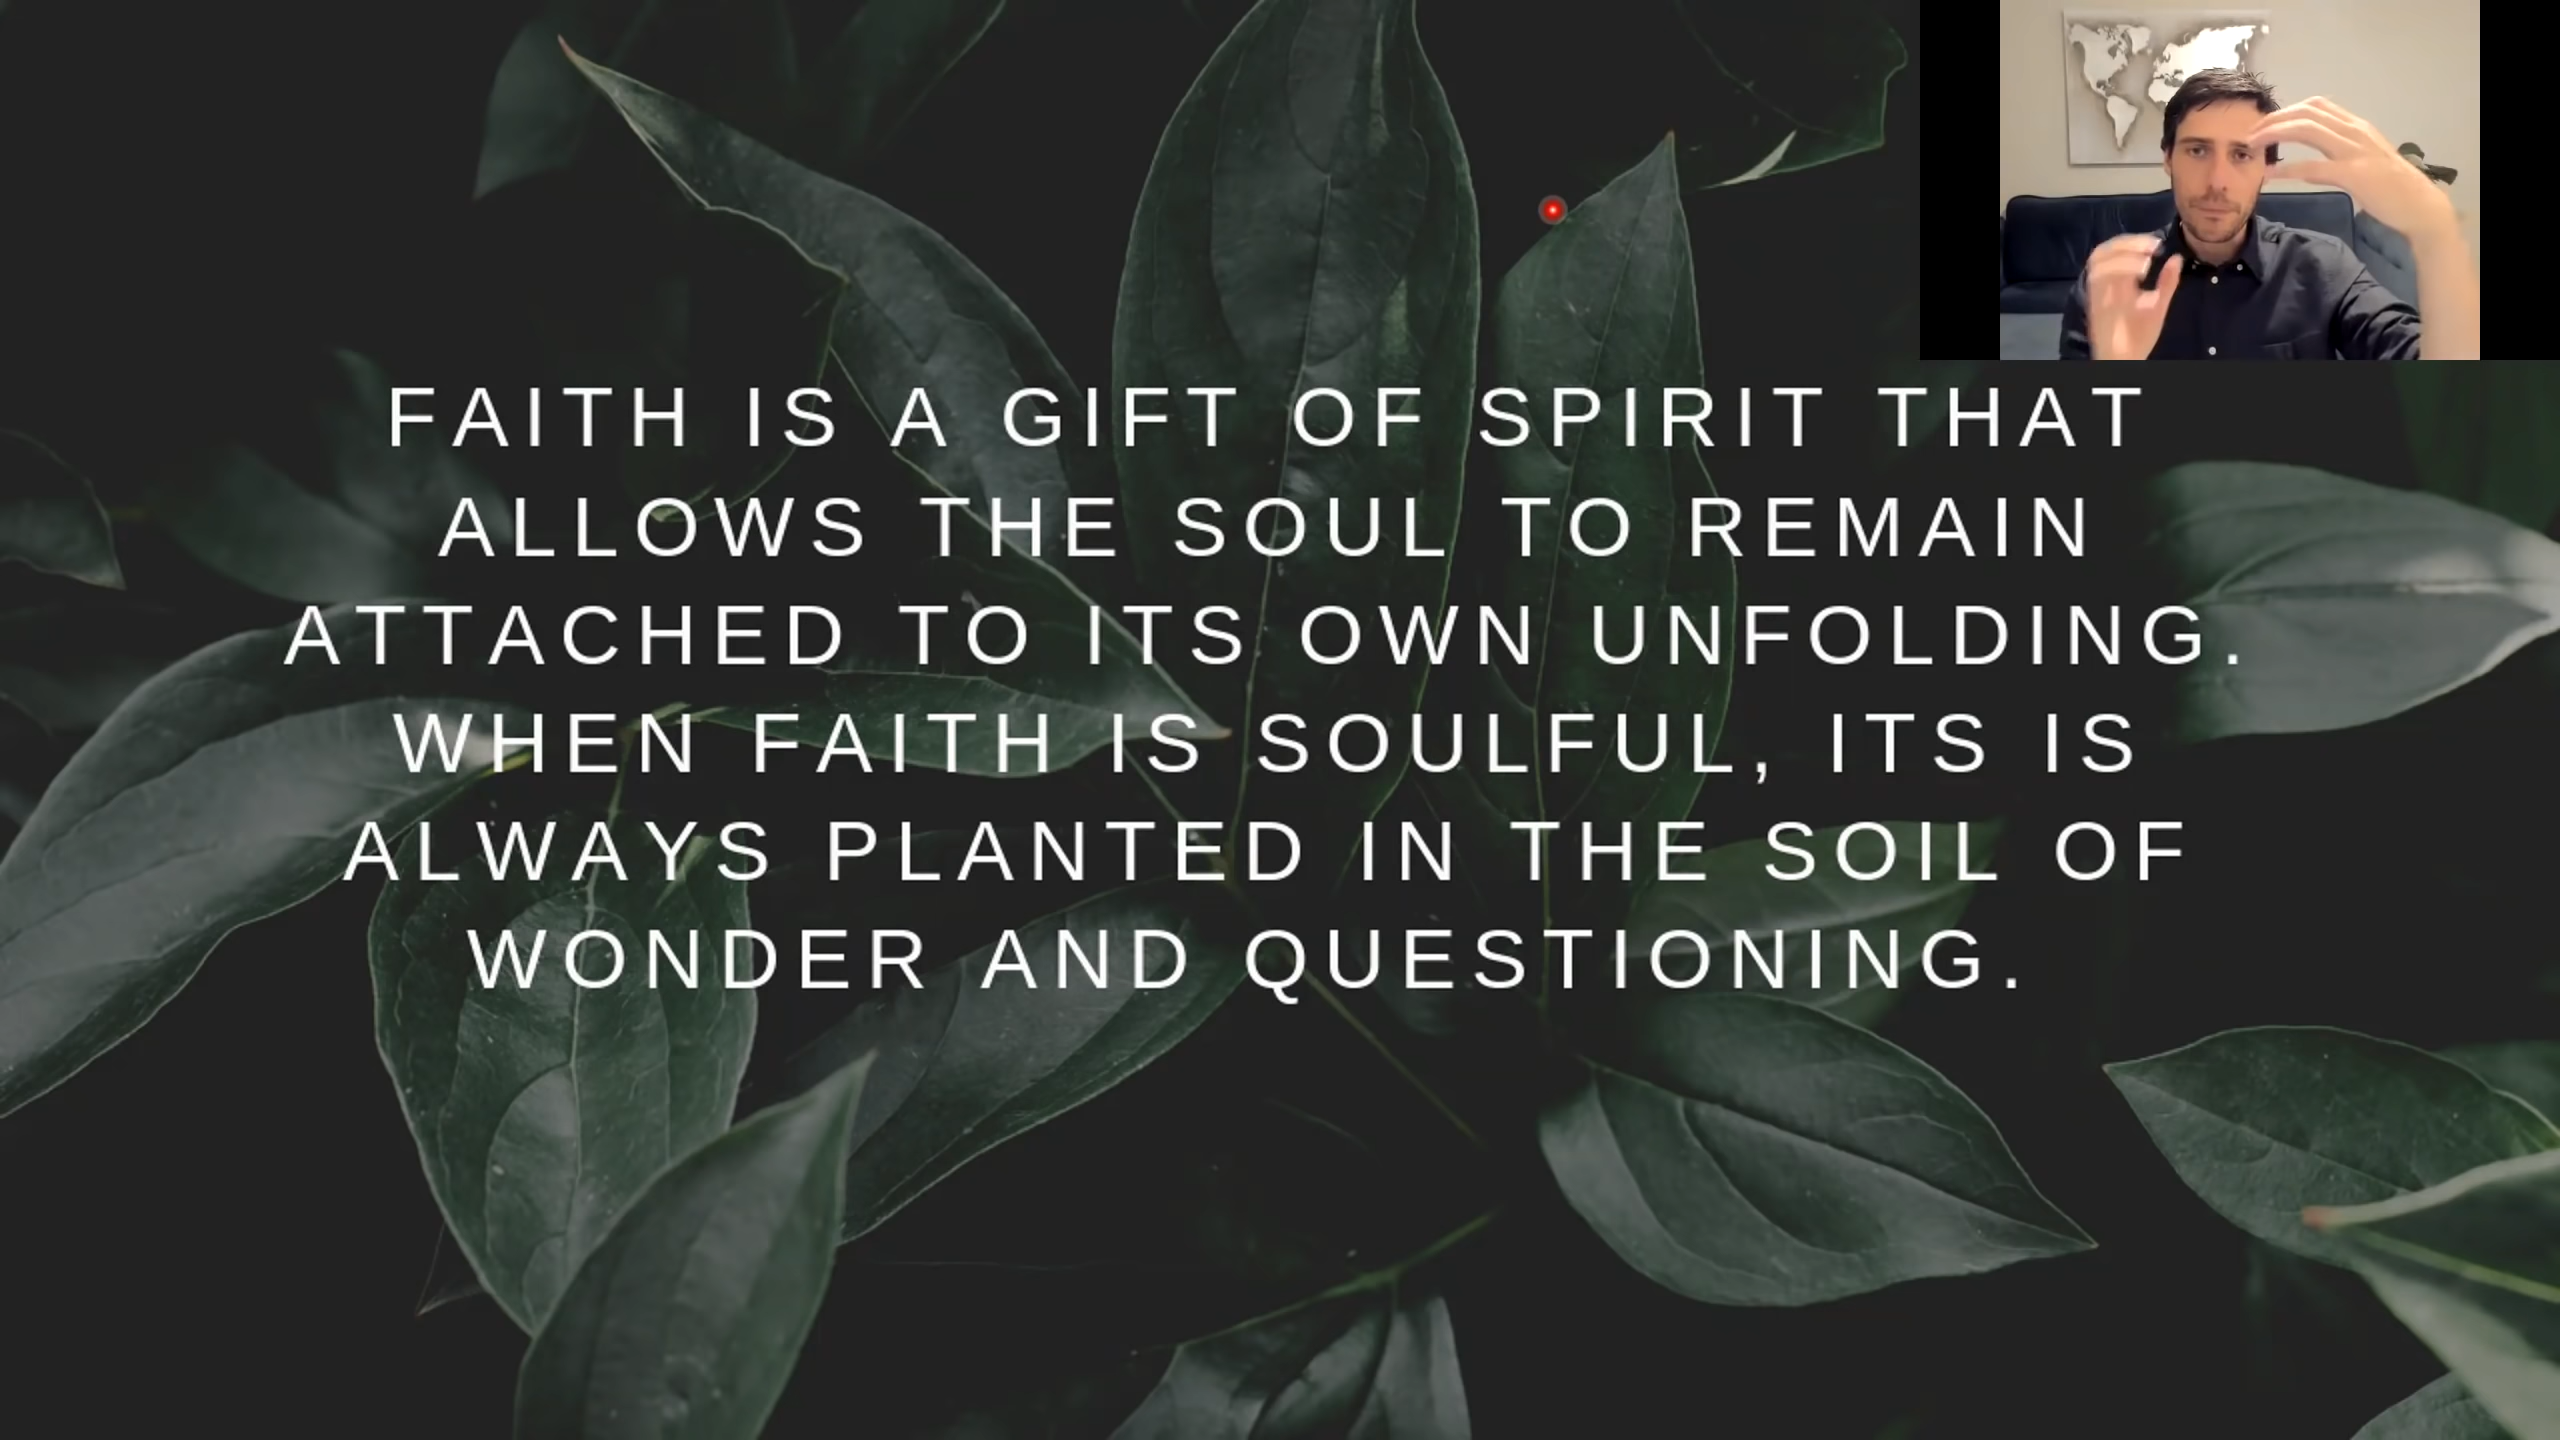 FAITH IS A GIFT OF SPIRIT THAT
ALLOWS THE SOUL TO REMAIN
ATTACHED TO ITS OWN UNFOLDING.
WHEN FAITH IS SOULFUL, ITS IS
ALWAYS PLANTED IN THE SOIL OF
WONDER AND QUESTIONING.